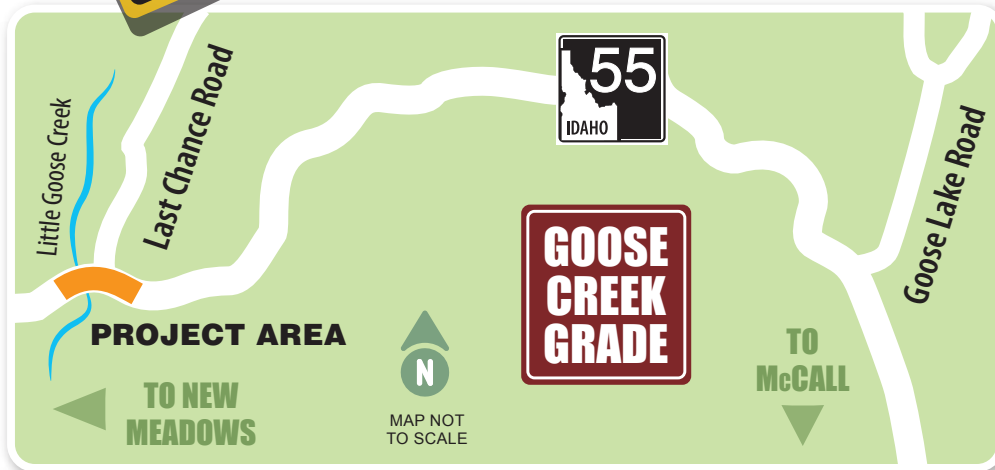 Little Goose Creek
Last Chance Road
55
IDAHO
Goose Lake Road
GOOSE
CREEK
GRADE
PROJECT AREA
TO NEW
MEADOWS
N
MAP NOT
TO SCALE
TO
McCALL